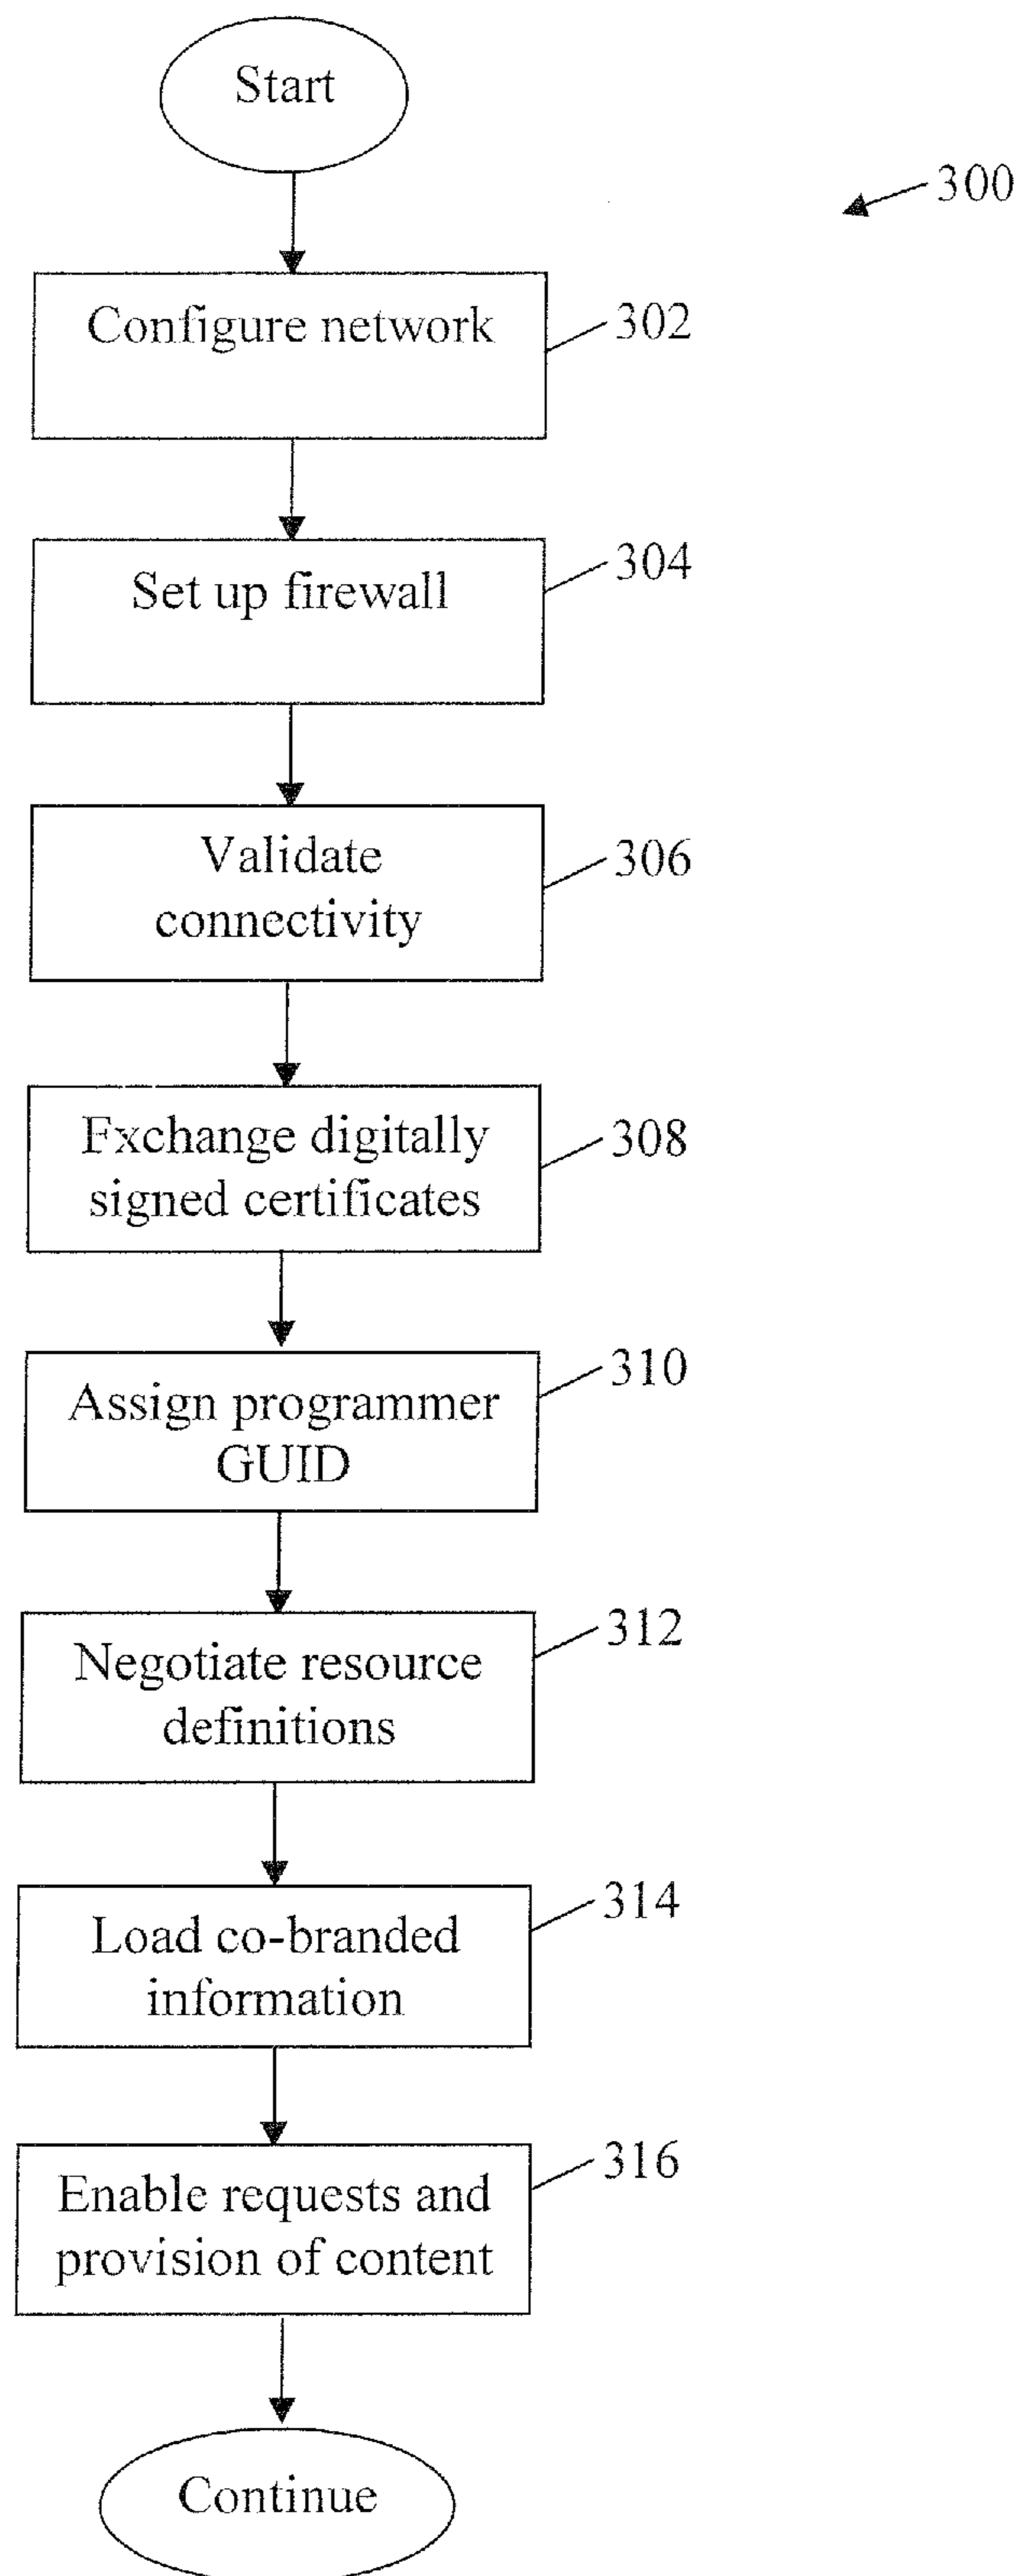 Start
300
Configure network
302
Set up firewall
304
Validate
connectivity
306
Exchange digitally
signed certificates
308
Assign programmer
GUID
310
Negotiate resource
definitions
312
Load co-branded
information
314
Enable requests and
provision of content
316
Continue